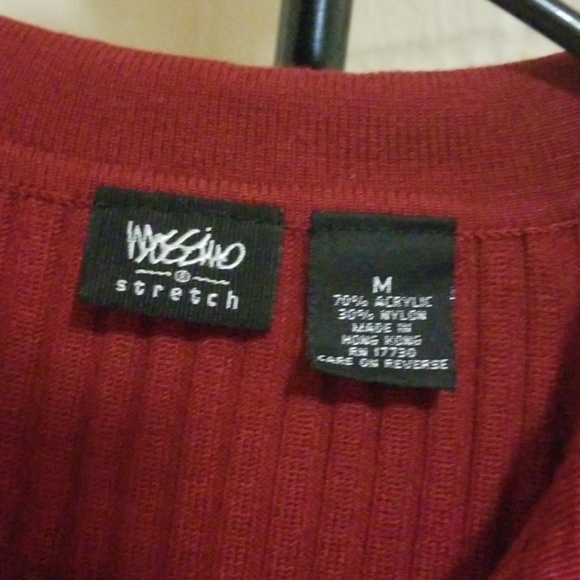 mossimo
®
stretch
M
70% ACRYLIC
30% NYLON
MADE IN
HONG KONG
RN 17730
CARE ON REVERSE